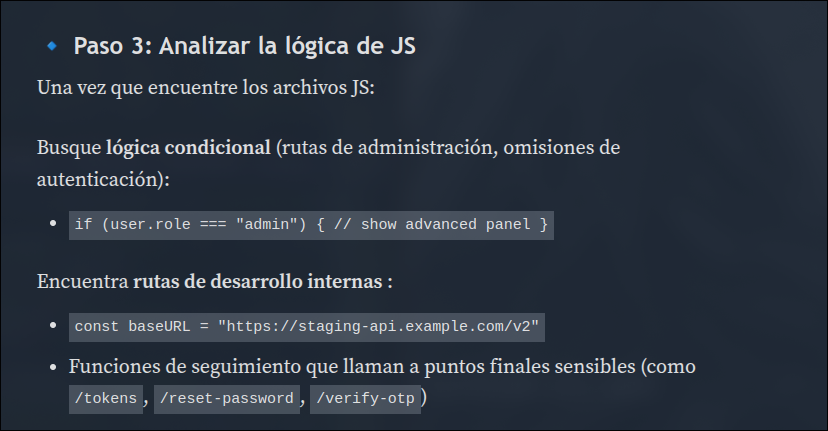 Paso 3: Analizar la lógica de JS
Una vez que encuentre los archivos JS:
Busque lógica condicional (rutas de administración, omisiones de
autenticación):
if (user.role === "admin") { // show advanced panel }
Encuentra rutas de desarrollo internas :
const baseURL = "https://staging-api.example.com/v2"
Funciones de seguimiento que llaman a puntos finales sensibles (como
/tokens, /reset-password, /verify-otp)